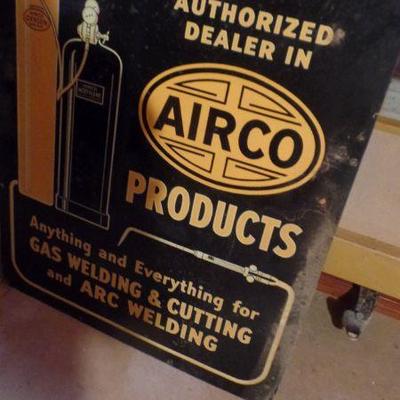 AUTHORIZED
DEALER IN
AIRCO
PRODUCTS
Anything and Everything for
GAS WELDING & CUTTING
and ARC WELDING